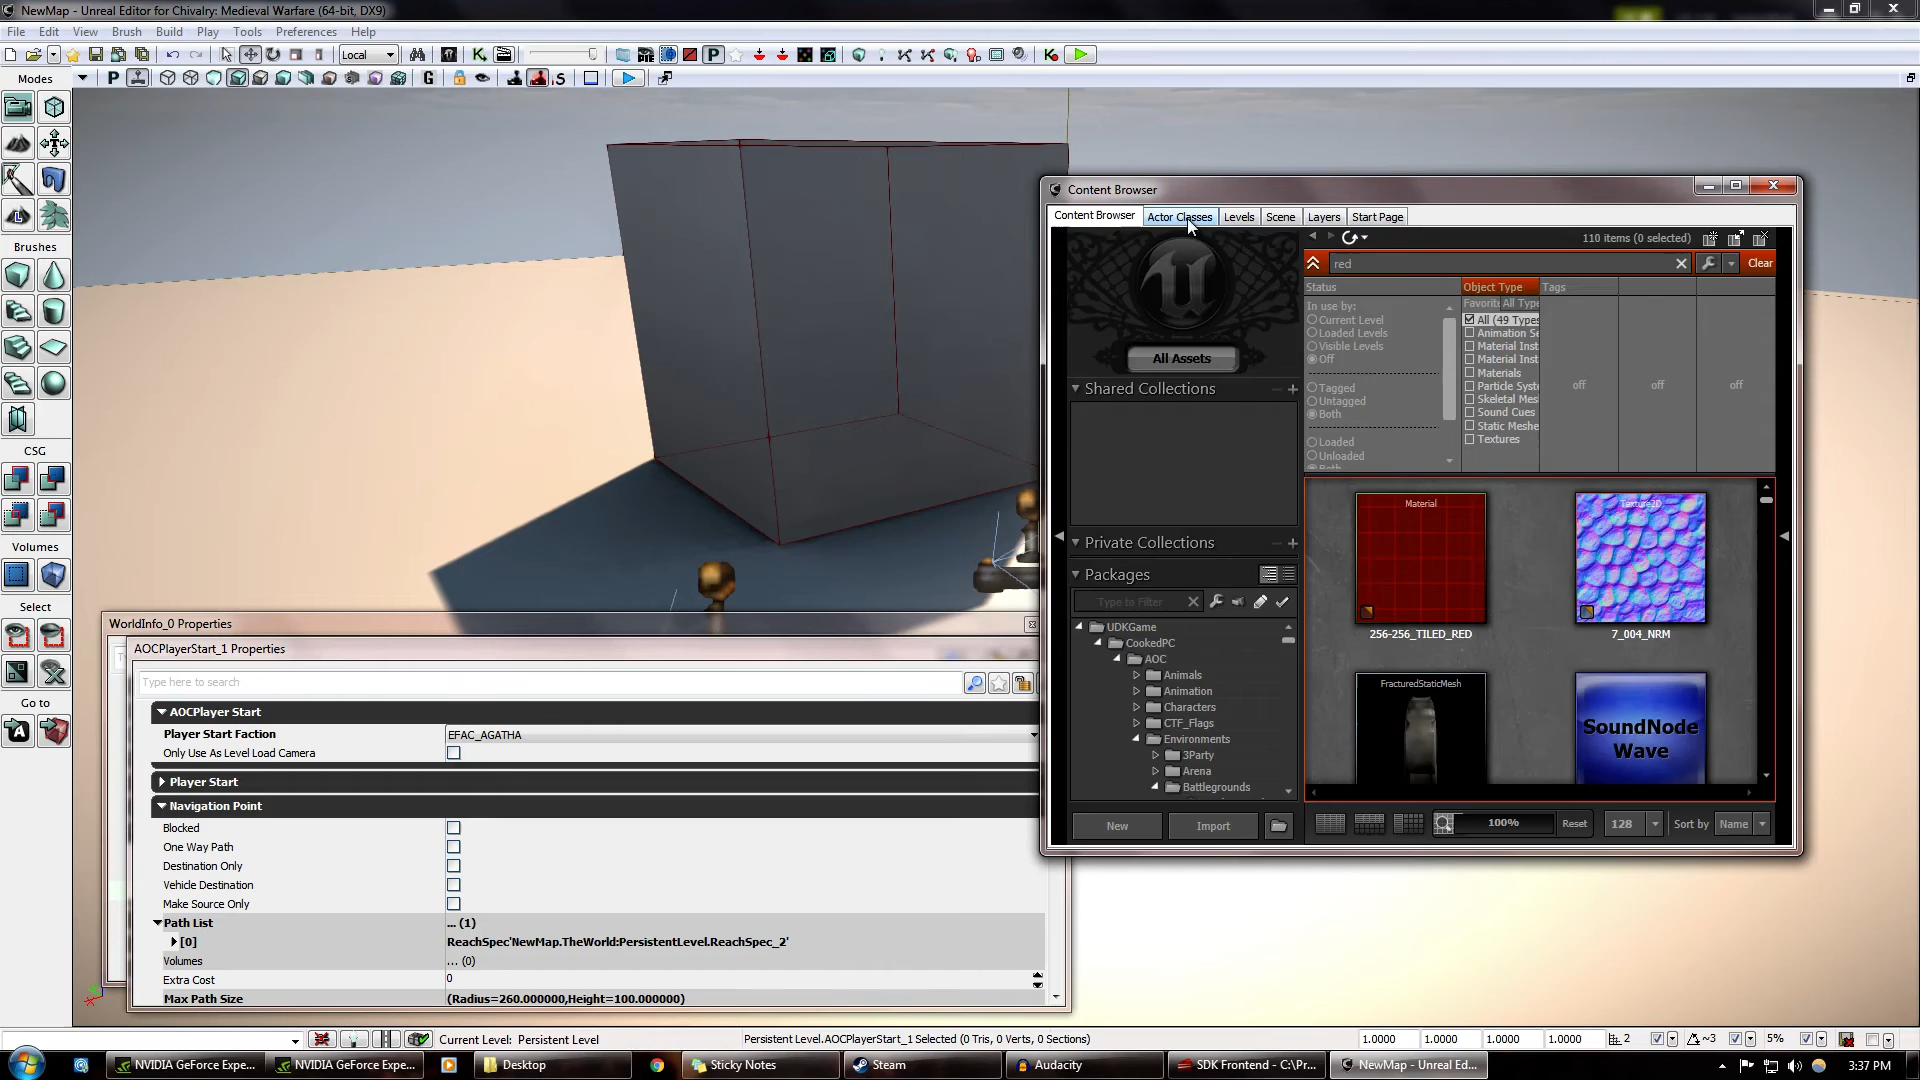 NewMap - Unreal Editor for Chivalry: Medieval Warfare (64-bit, DX9)
File Edit View Brush Build Play Tools Preferences Help
Local
Modes
Brushes
CSG
Volumes
Select
Go to
Content Browser
Content Browser Actor Classes Levels Scene Layers Start Page
110 items (0 selected)
red
Clear
All Assets
Shared Collections
Private Collections
Packages
Type to Filter
UDKGame
CookedPC
AOC
Animals
Animation
Characters
CTF_Flags
Environments
3Party
Arena
Battlegrounds
New Import
Status
In use by:
Current Level
Loaded Levels
Visible Levels
Off
Tagged
Untagged
Both
Loaded
Unloaded
Both
Object Type
All (49 Types
Animation Se
Material Inst
Material Inst
Materials
Particle Syst
Skeletal Mes
Sound Cues
Static Meshe
Textures
Tags
off off off
Material
256-256_TILED_RED
Texture2D
7_004_NRM
FracturedStaticMesh
SoundNode
Wave
100% Reset 128 Sort by Name
WorldInfo_0 Properties
AOCPlayerStart_1 Properties
Type here to search
AOCPlayer Start
Player Start Faction EFAC_AGATHA
Only Use As Level Load Camera
Player Start
Navigation Point
Blocked
One Way Path
Destination Only
Vehicle Destination
Make Source Only
Path List ... (1)
[0] ReachSpec'NewMap.TheWorld:PersistentLevel.ReachSpec_2'
Volumes ... (0)
Extra Cost 0
Max Path Size (Radius=260.000000,Height=100.000000)
Current Level: Persistent Level
Persistent Level.AOCPlayerStart_1 Selected (0 Tris, 0 Verts, 0 Sections)
1.0000 1.0000 1.0000 1.0000 2 ~3 5%
NVIDIA GeForce Expe...
NVIDIA GeForce Expe...
Desktop
Sticky Notes
Steam
Audacity
SDK Frontend - C:\Pr...
NewMap - Unreal Ed...
3:37 PM